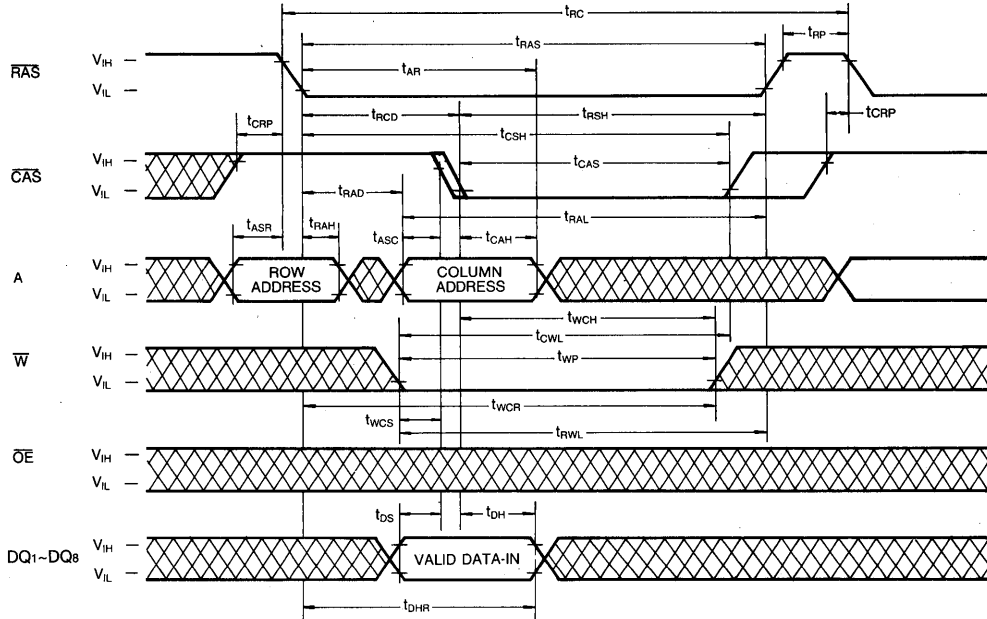 tRC
tRP
tRAS
RAS
VIH
VIL
tAR
tRCD
tRSH
tCRP
tCRP
tCSH
CAS
VIH
VIL
tCAS
tRAD
tRAL
tASR
tRAH
tASC
tCAH
A
VIH
VIL
ROW
ADDRESS
COLUMN
ADDRESS
tWCH
tCWL
W
VIH
VIL
tWP
tWCR
tWCS
tRWL
OE
VIH
VIL
tDS
tDH
DQ1~DQ8
VIH
VIL
VALID DATA-IN
tDHR